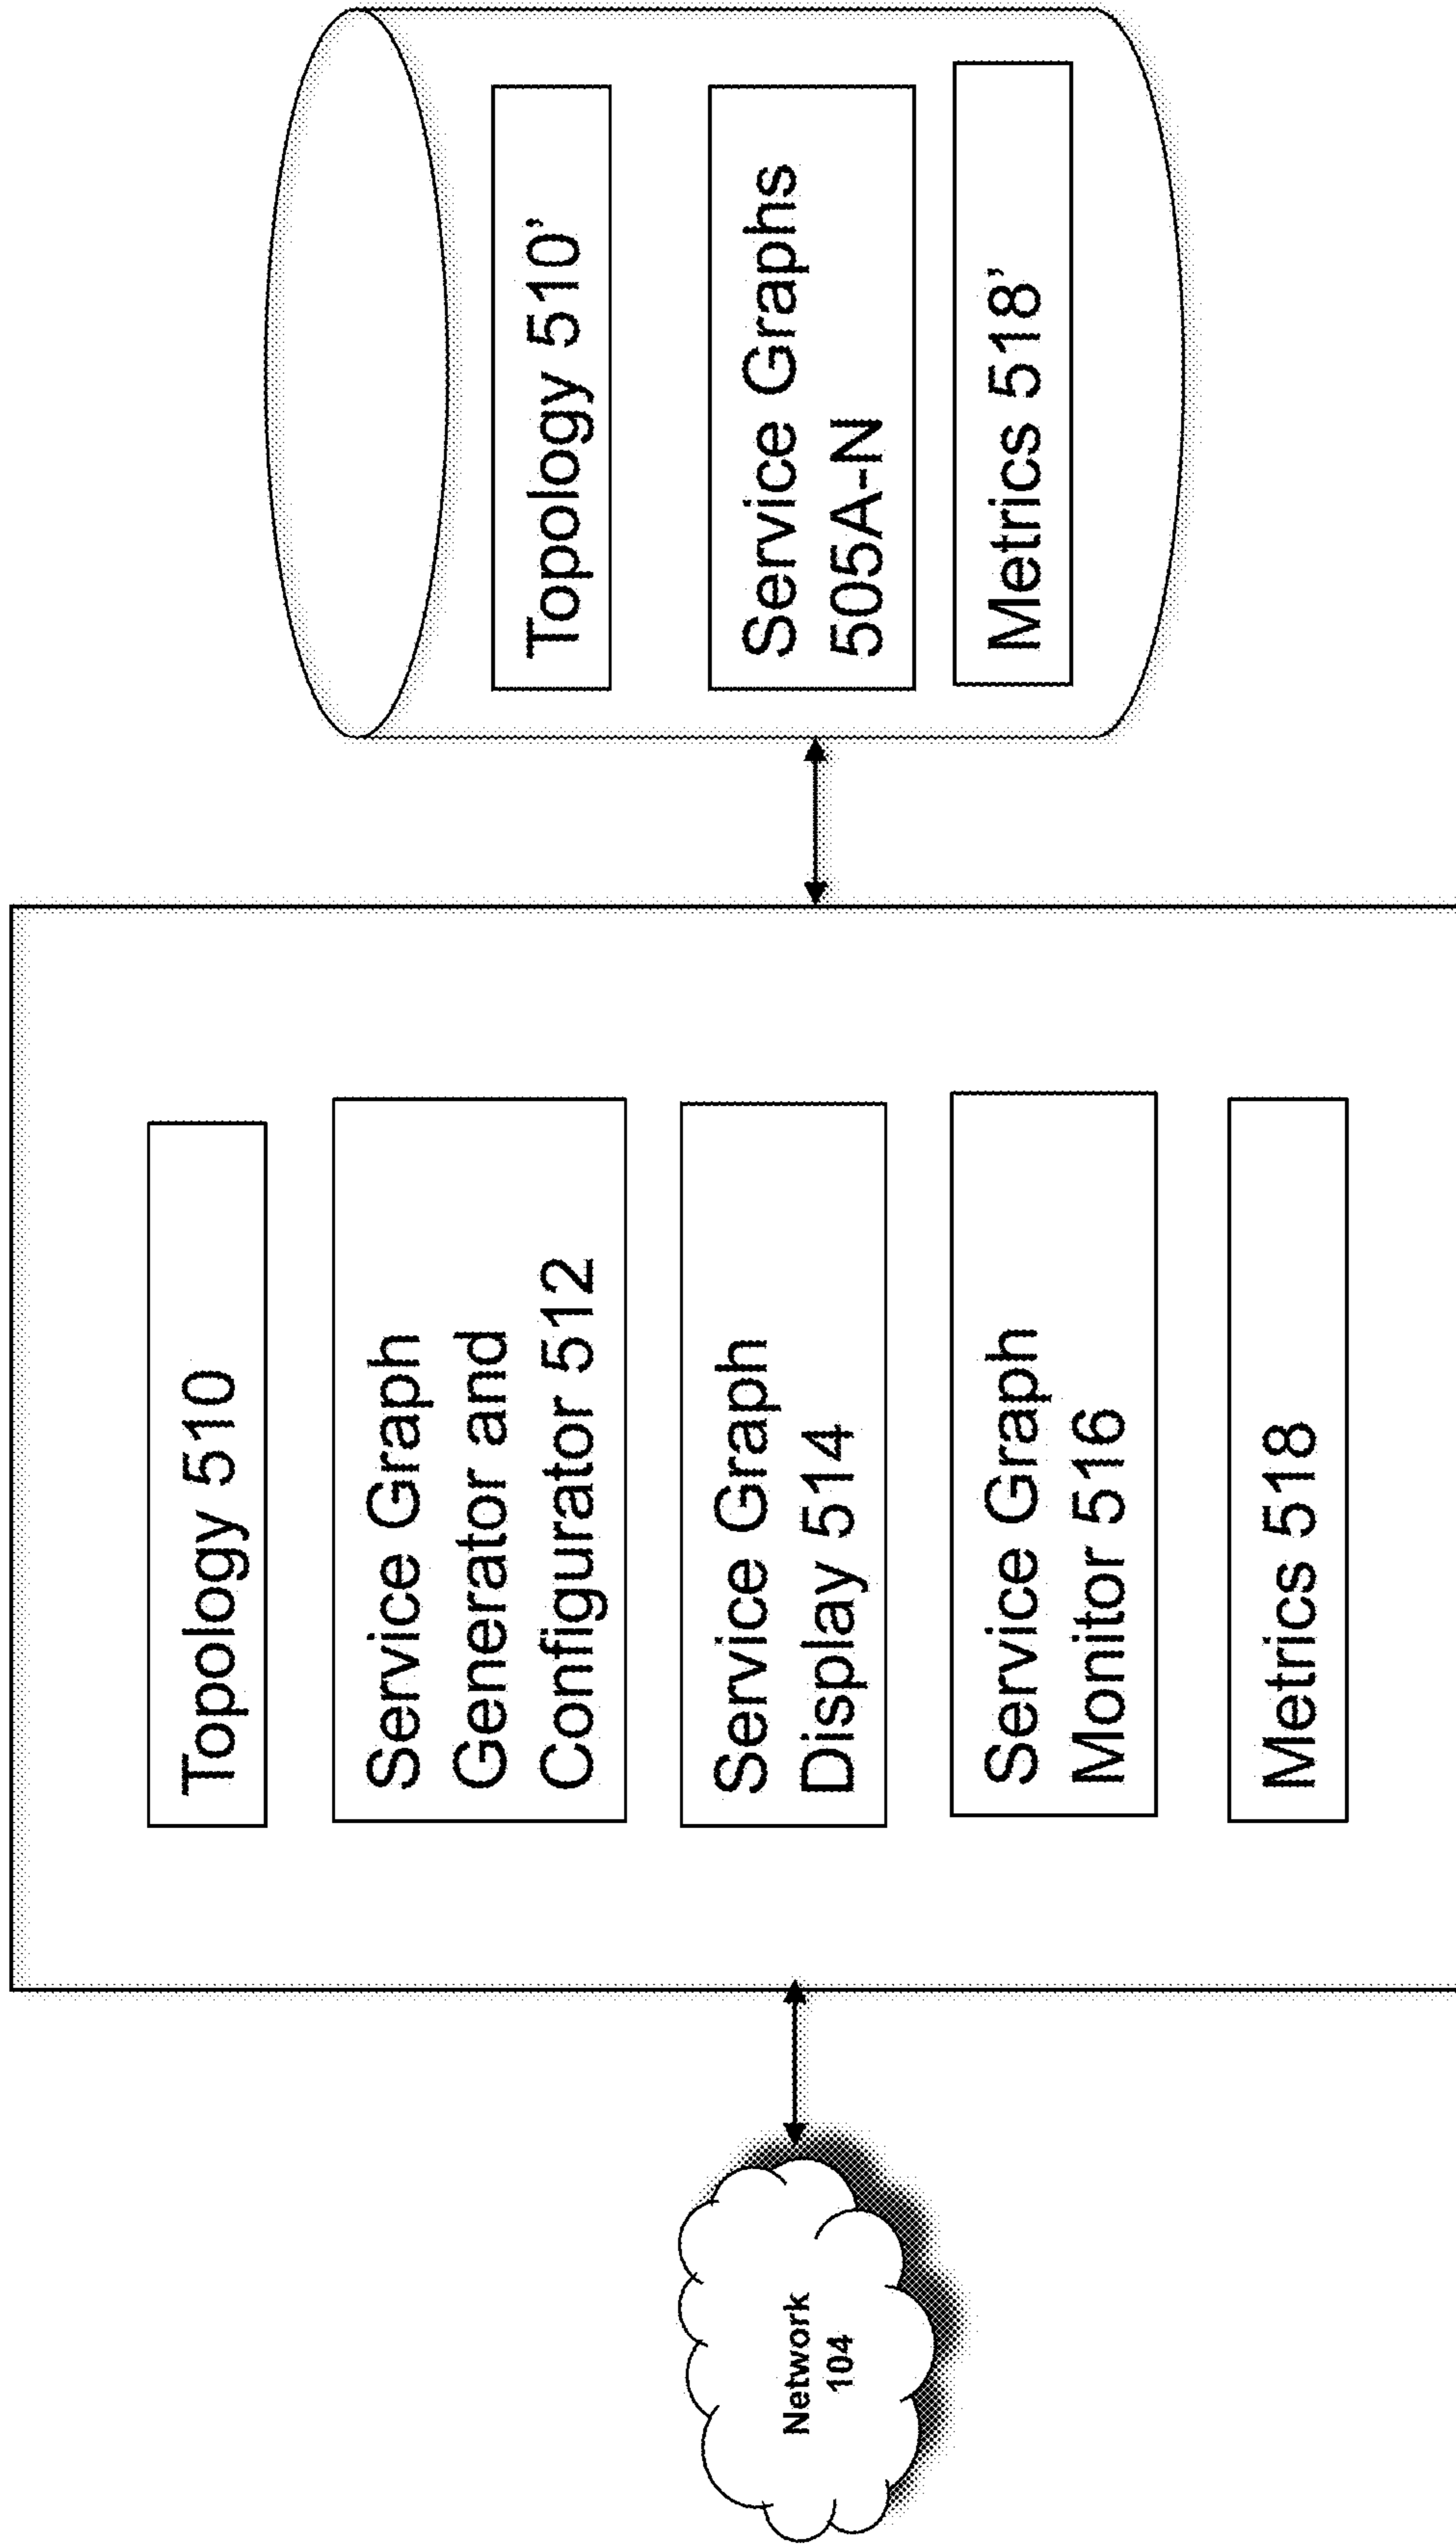 Network
104
Topology 510
Service Graph
Generator and
Configurator 512
Service Graph
Display 514
Service Graph
Monitor 516
Metrics 518
Topology 510'
Service Graphs
505A-N
Metrics 518'